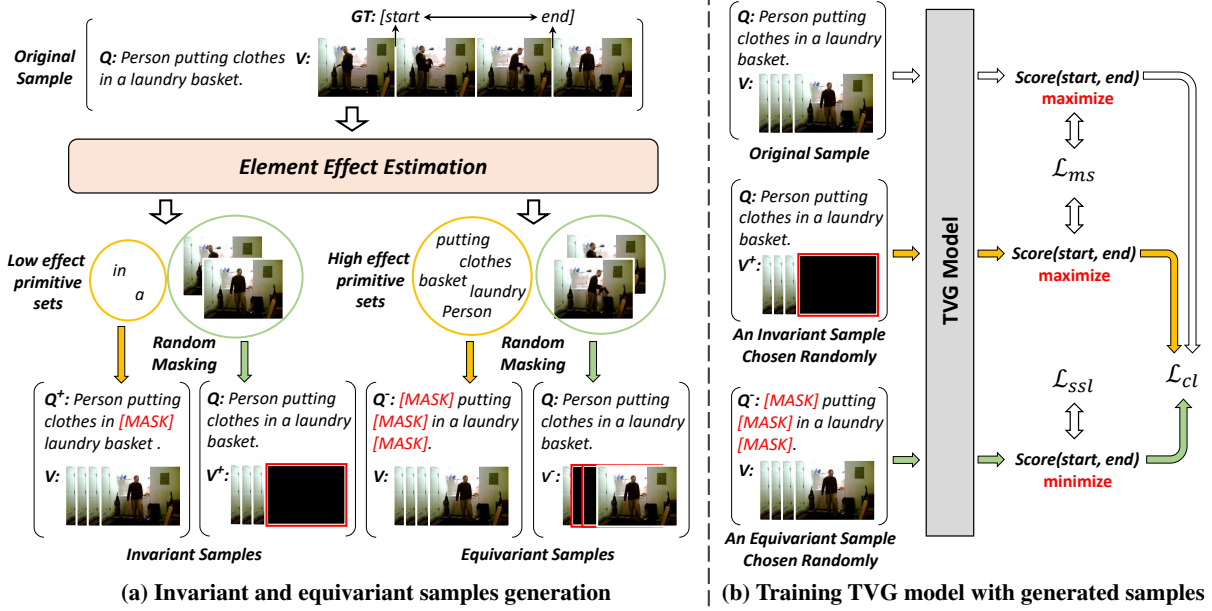 GT: [start end]
Original
Sample
Q: Person putting clothes
in a laundry basket.
V:
Element Effect Estimation
Low effect
primitive
sets
in
a
High effect
primitive
sets
putting
clothes
basket
laundry
Person
Random
Masking
Random
Masking
Q+: Person putting
clothes in [MASK]
laundry basket .
V:
Q: Person putting
clothes in a laundry
basket.
V+:
Q-: [MASK] putting
[MASK] in a laundry
[MASK].
V:
Q: Person putting
clothes in a laundry
basket.
V-:
Invariant Samples
Equivariant Samples
(a) Invariant and equivariant samples generation
Q: Person putting
clothes in a laundry
basket.
V:
Original Sample
Q: Person putting
clothes in a laundry
basket.
V+:
An Invariant Sample
Chosen Randomly
Q-: [MASK] putting
[MASK] in a laundry
[MASK].
V:
An Equivariant Sample
Chosen Randomly
TVG Model
Score(start, end)
maximize
ℒms
Score(start, end)
maximize
ℒssl
ℒcl
Score(start, end)
minimize
(b) Training TVG model with generated samples